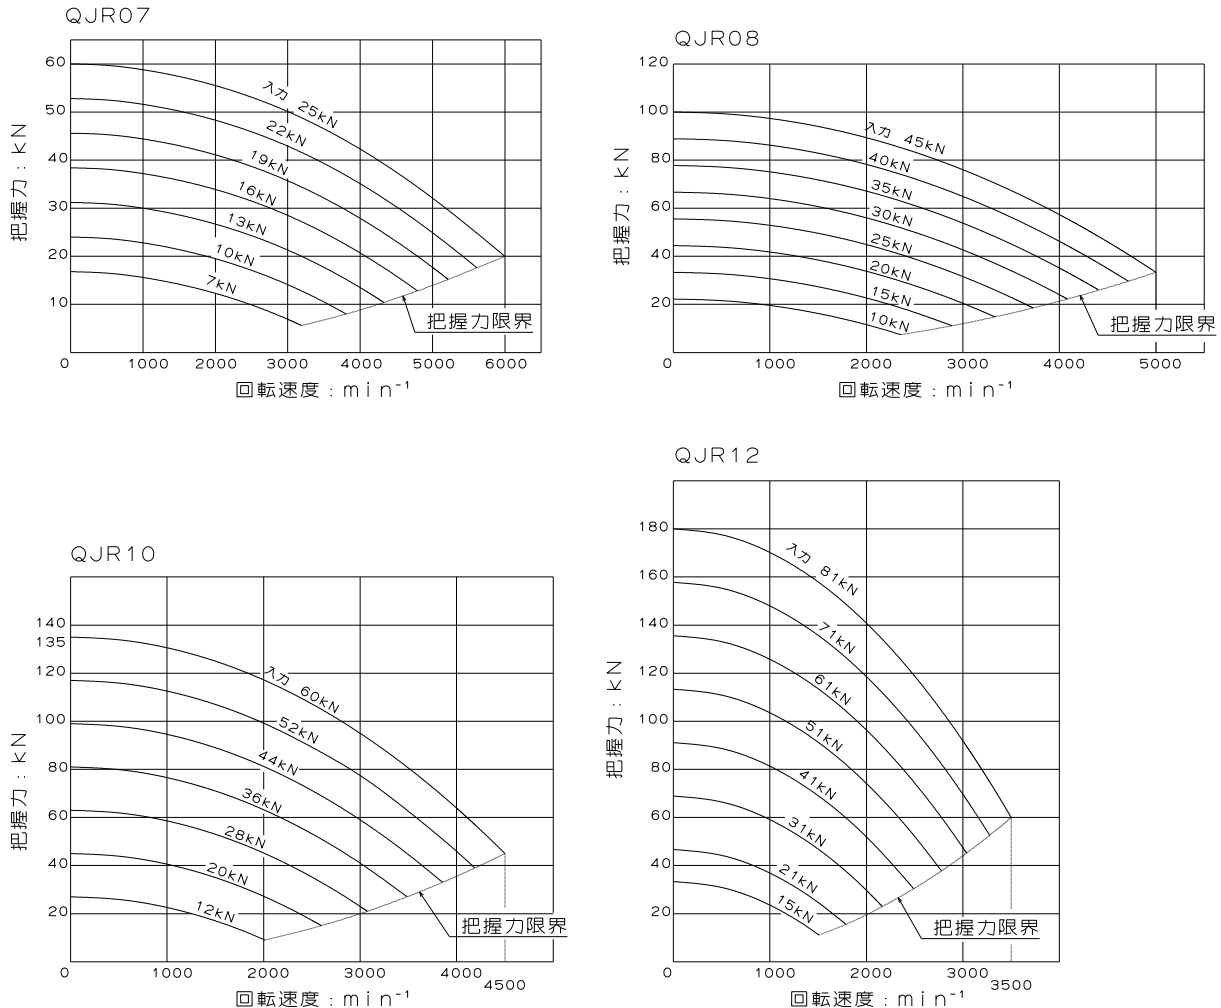 QJR07
60
50
40
30
20
10
把握力：kN
入力 25kN
22kN
19kN
16kN
13kN
10kN
7kN
把握力限界
0 1000 2000 3000 4000 5000 6000
回転速度：min⁻¹
QJR08
120
100
80
60
40
20
把握力：kN
入力 45kN
40kN
35kN
30kN
25kN
20kN
15kN
10kN
把握力限界
0 1000 2000 3000 4000 5000
回転速度：min⁻¹
QJR10
140
135
120
100
80
60
40
20
把握力：kN
入力 60kN
52kN
44kN
36kN
28kN
20kN
12kN
把握力限界
0 1000 2000 3000 4000
4500
回転速度：min⁻¹
QJR12
180
160
140
120
100
80
60
40
20
把握力：kN
入力 81kN
71kN
61kN
51kN
41kN
31kN
21kN
15kN
把握力限界
0 1000 2000 3000
3500
回転速度：min⁻¹